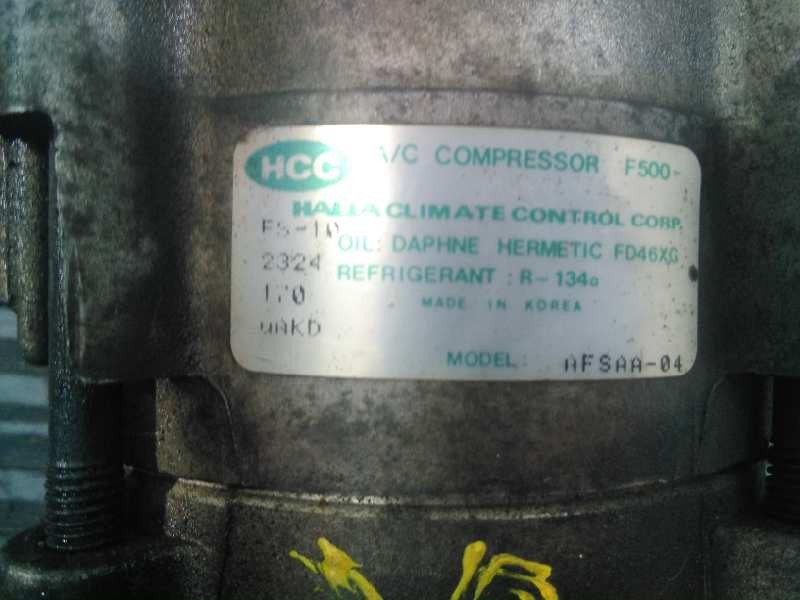 HCC A/C COMPRESSOR F500-
HALLA CLIMATE CONTROL CORP.
FS-10 OIL: DAPHNE HERMETIC FD46XG
2324 REFRIGERANT : R-134a
170 MADE IN KOREA
MODEL: AFSAA-04